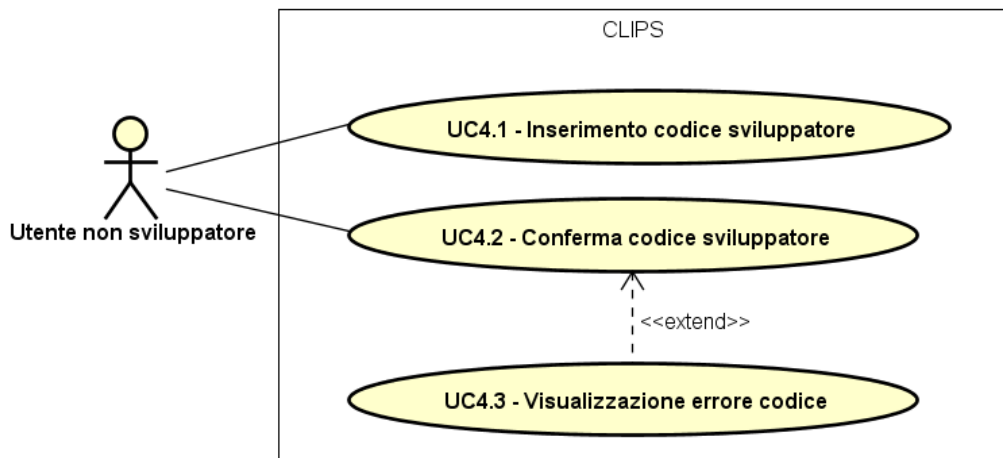 CLIPS
UC4.1 - Inserimento codice sviluppatore
Utente non sviluppatore
UC4.2 - Conferma codice sviluppatore
<<extend>>
UC4.3 - Visualizzazione errore codice